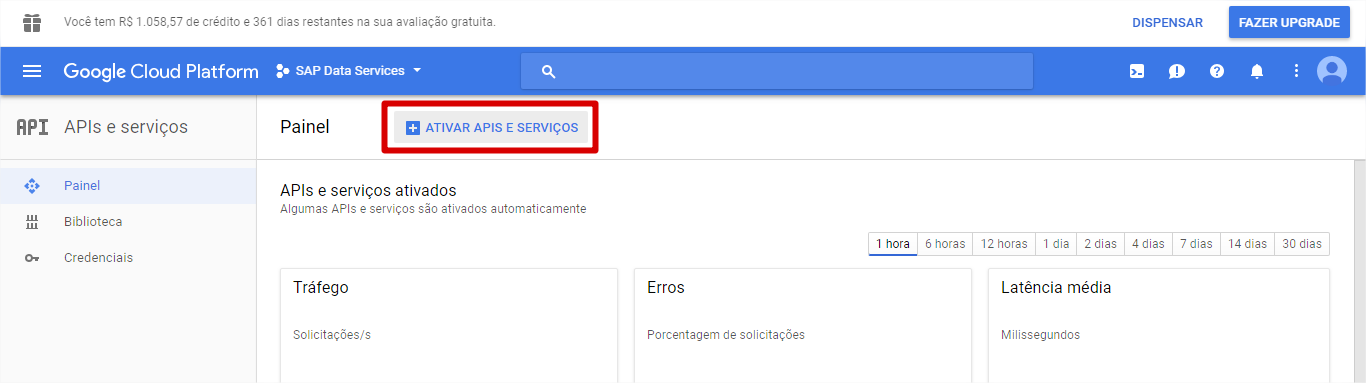 Você tem R$ 1.058,57 de crédito e 361 dias restantes na sua avaliação gratuita.
DISPENSAR
FAZER UPGRADE
Google Cloud Platform
SAP Data Services
API
APIs e serviços
Painel
ATIVAR APIS E SERVIÇOS
Painel
Biblioteca
Credenciais
APIs e serviços ativados
Algumas APIs e serviços são ativados automaticamente
1 hora 6 horas 12 horas 1 dia 2 dias 4 dias 7 dias 14 dias 30 dias
Tráfego
Solicitações/s
Erros
Porcentagem de solicitações
Latência média
Milissegundos